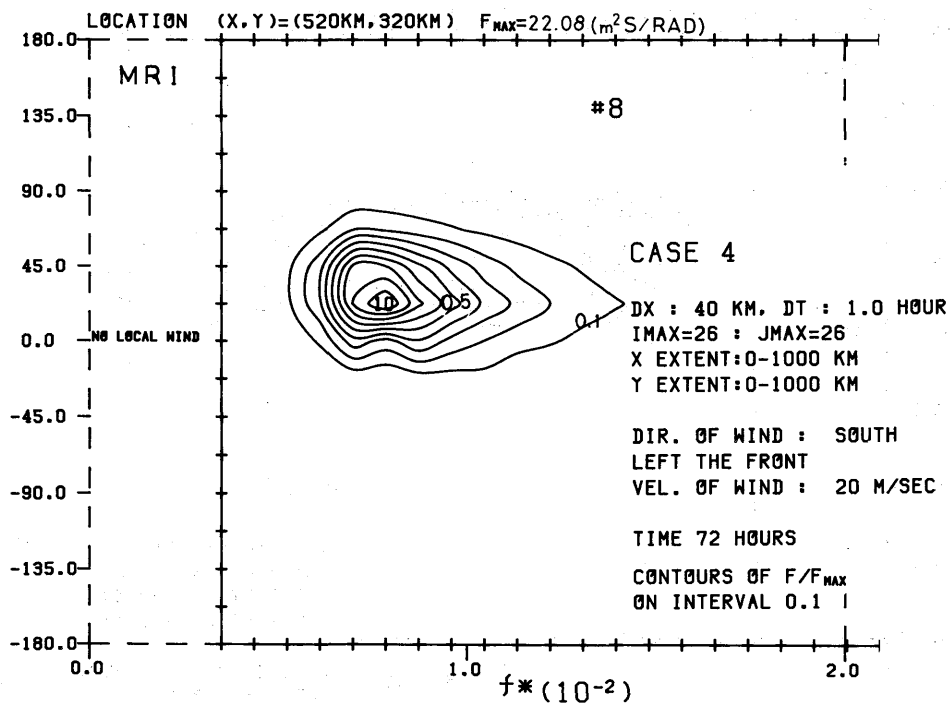 LOCATION (X,Y)=(520KM,320KM) FMAX=22.08(m²S/RAD)
180.0
MRI
#8
135.0
90.0
45.0
CASE 4
10 0.5 0.1
DX : 40 KM, DT : 1.0 HOUR
0.0
NO LOCAL WIND
IMAX=26 : JMAX=26
X EXTENT:0-1000 KM
Y EXTENT:0-1000 KM
-45.0
DIR. OF WIND : SOUTH
LEFT THE FRONT
-90.0
VEL. OF WIND : 20 M/SEC
TIME 72 HOURS
-135.0
CONTOURS OF F/FMAX
ON INTERVAL 0.1
-180.0
0.0 1.0 2.0
f*(10⁻²)